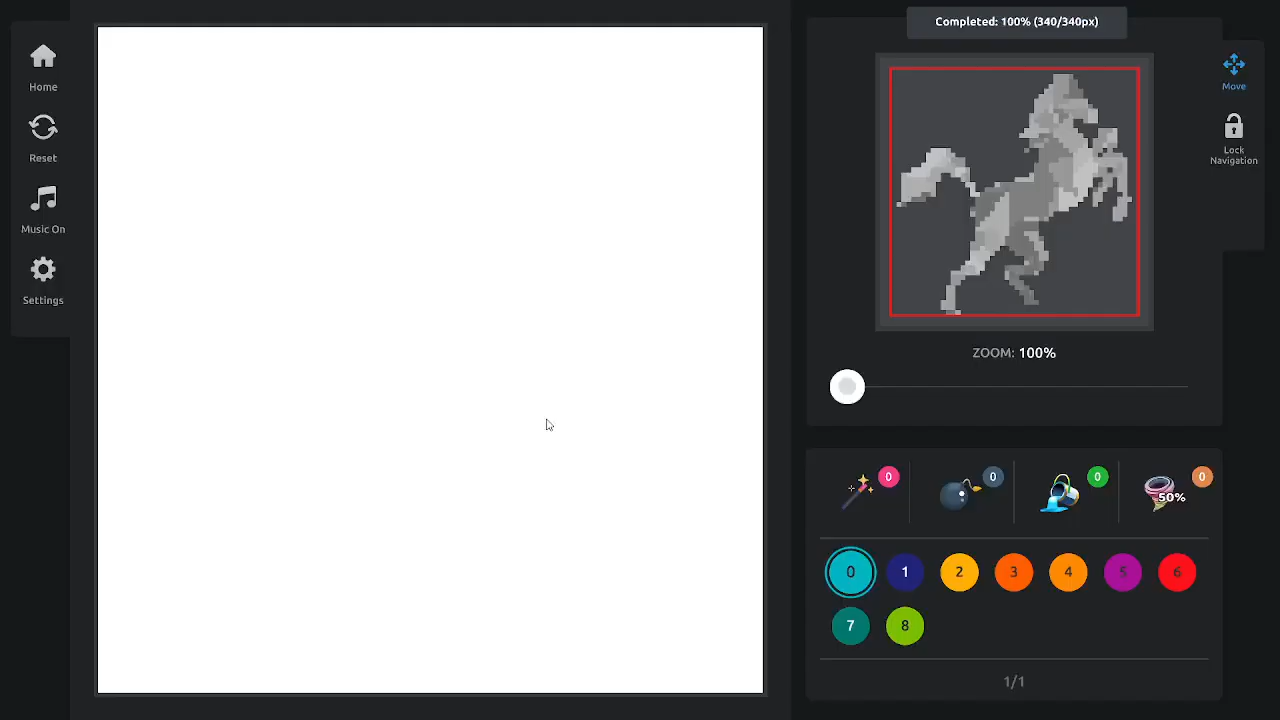 Completed: 100% (340/340px)
Home
Reset
Music On
Settings
Move
Lock
Navigation
ZOOM: 100%
0
0
0
0
50%
0
1
2
3
4
5
6
7
8
1/1